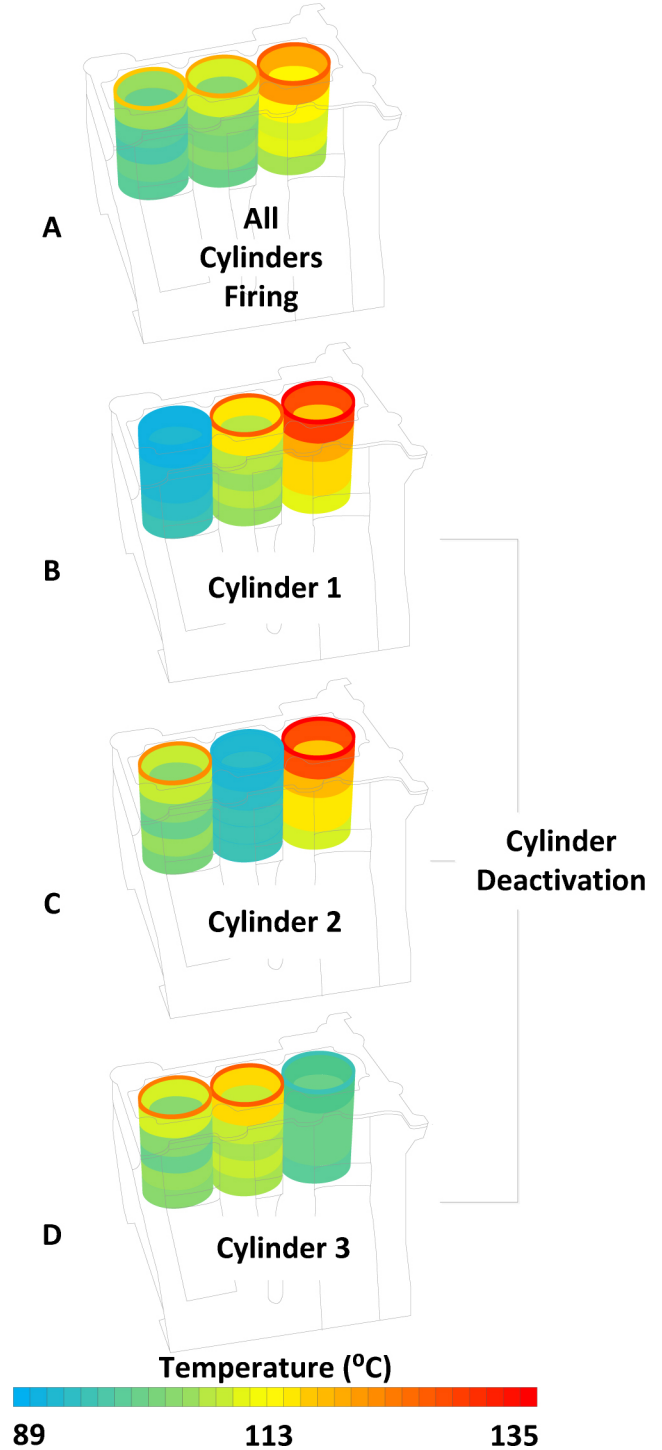 A
All
Cylinders
Firing
B
Cylinder 1
C
Cylinder 2
Cylinder
Deactivation
D
Cylinder 3
Temperature (⁰C)
89 113 135